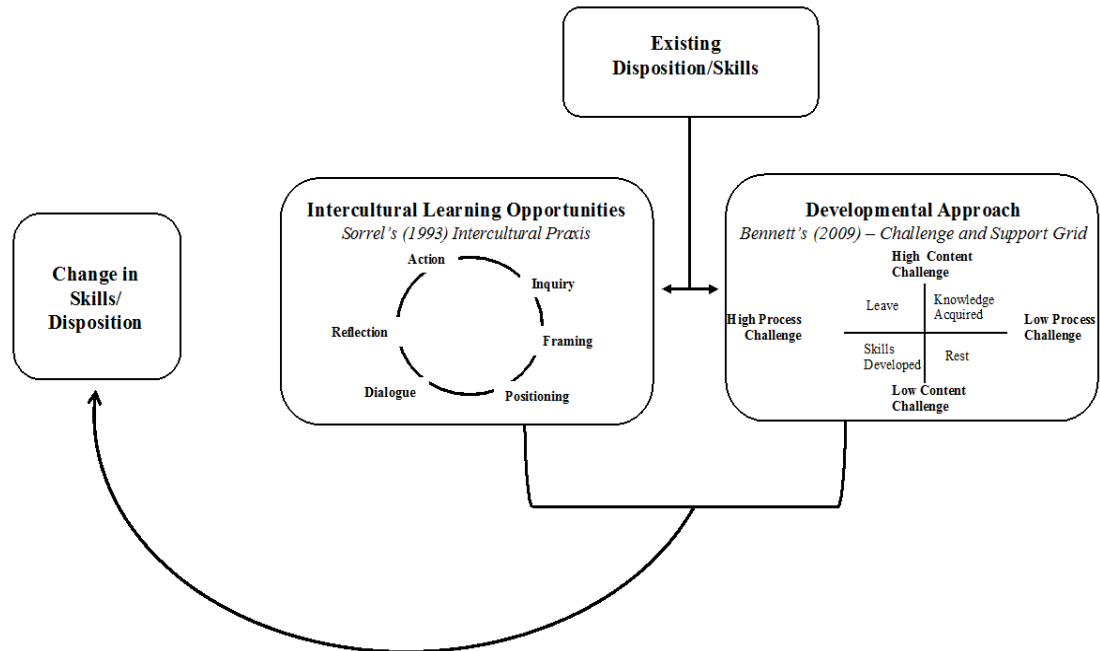 Existing
Disposition/Skills
Intercultural Learning Opportunities
Sorrel's (1993) Intercultural Praxis
Action
Inquiry
Reflection
Framing
Dialogue
Positioning
Developmental Approach
Bennett's (2009) – Challenge and Support Grid
High Content
Challenge
Leave
Knowledge
Acquired
High Process
Challenge
Low Process
Challenge
Skills
Developed
Rest
Low Content
Challenge
Change in
Skills/
Disposition